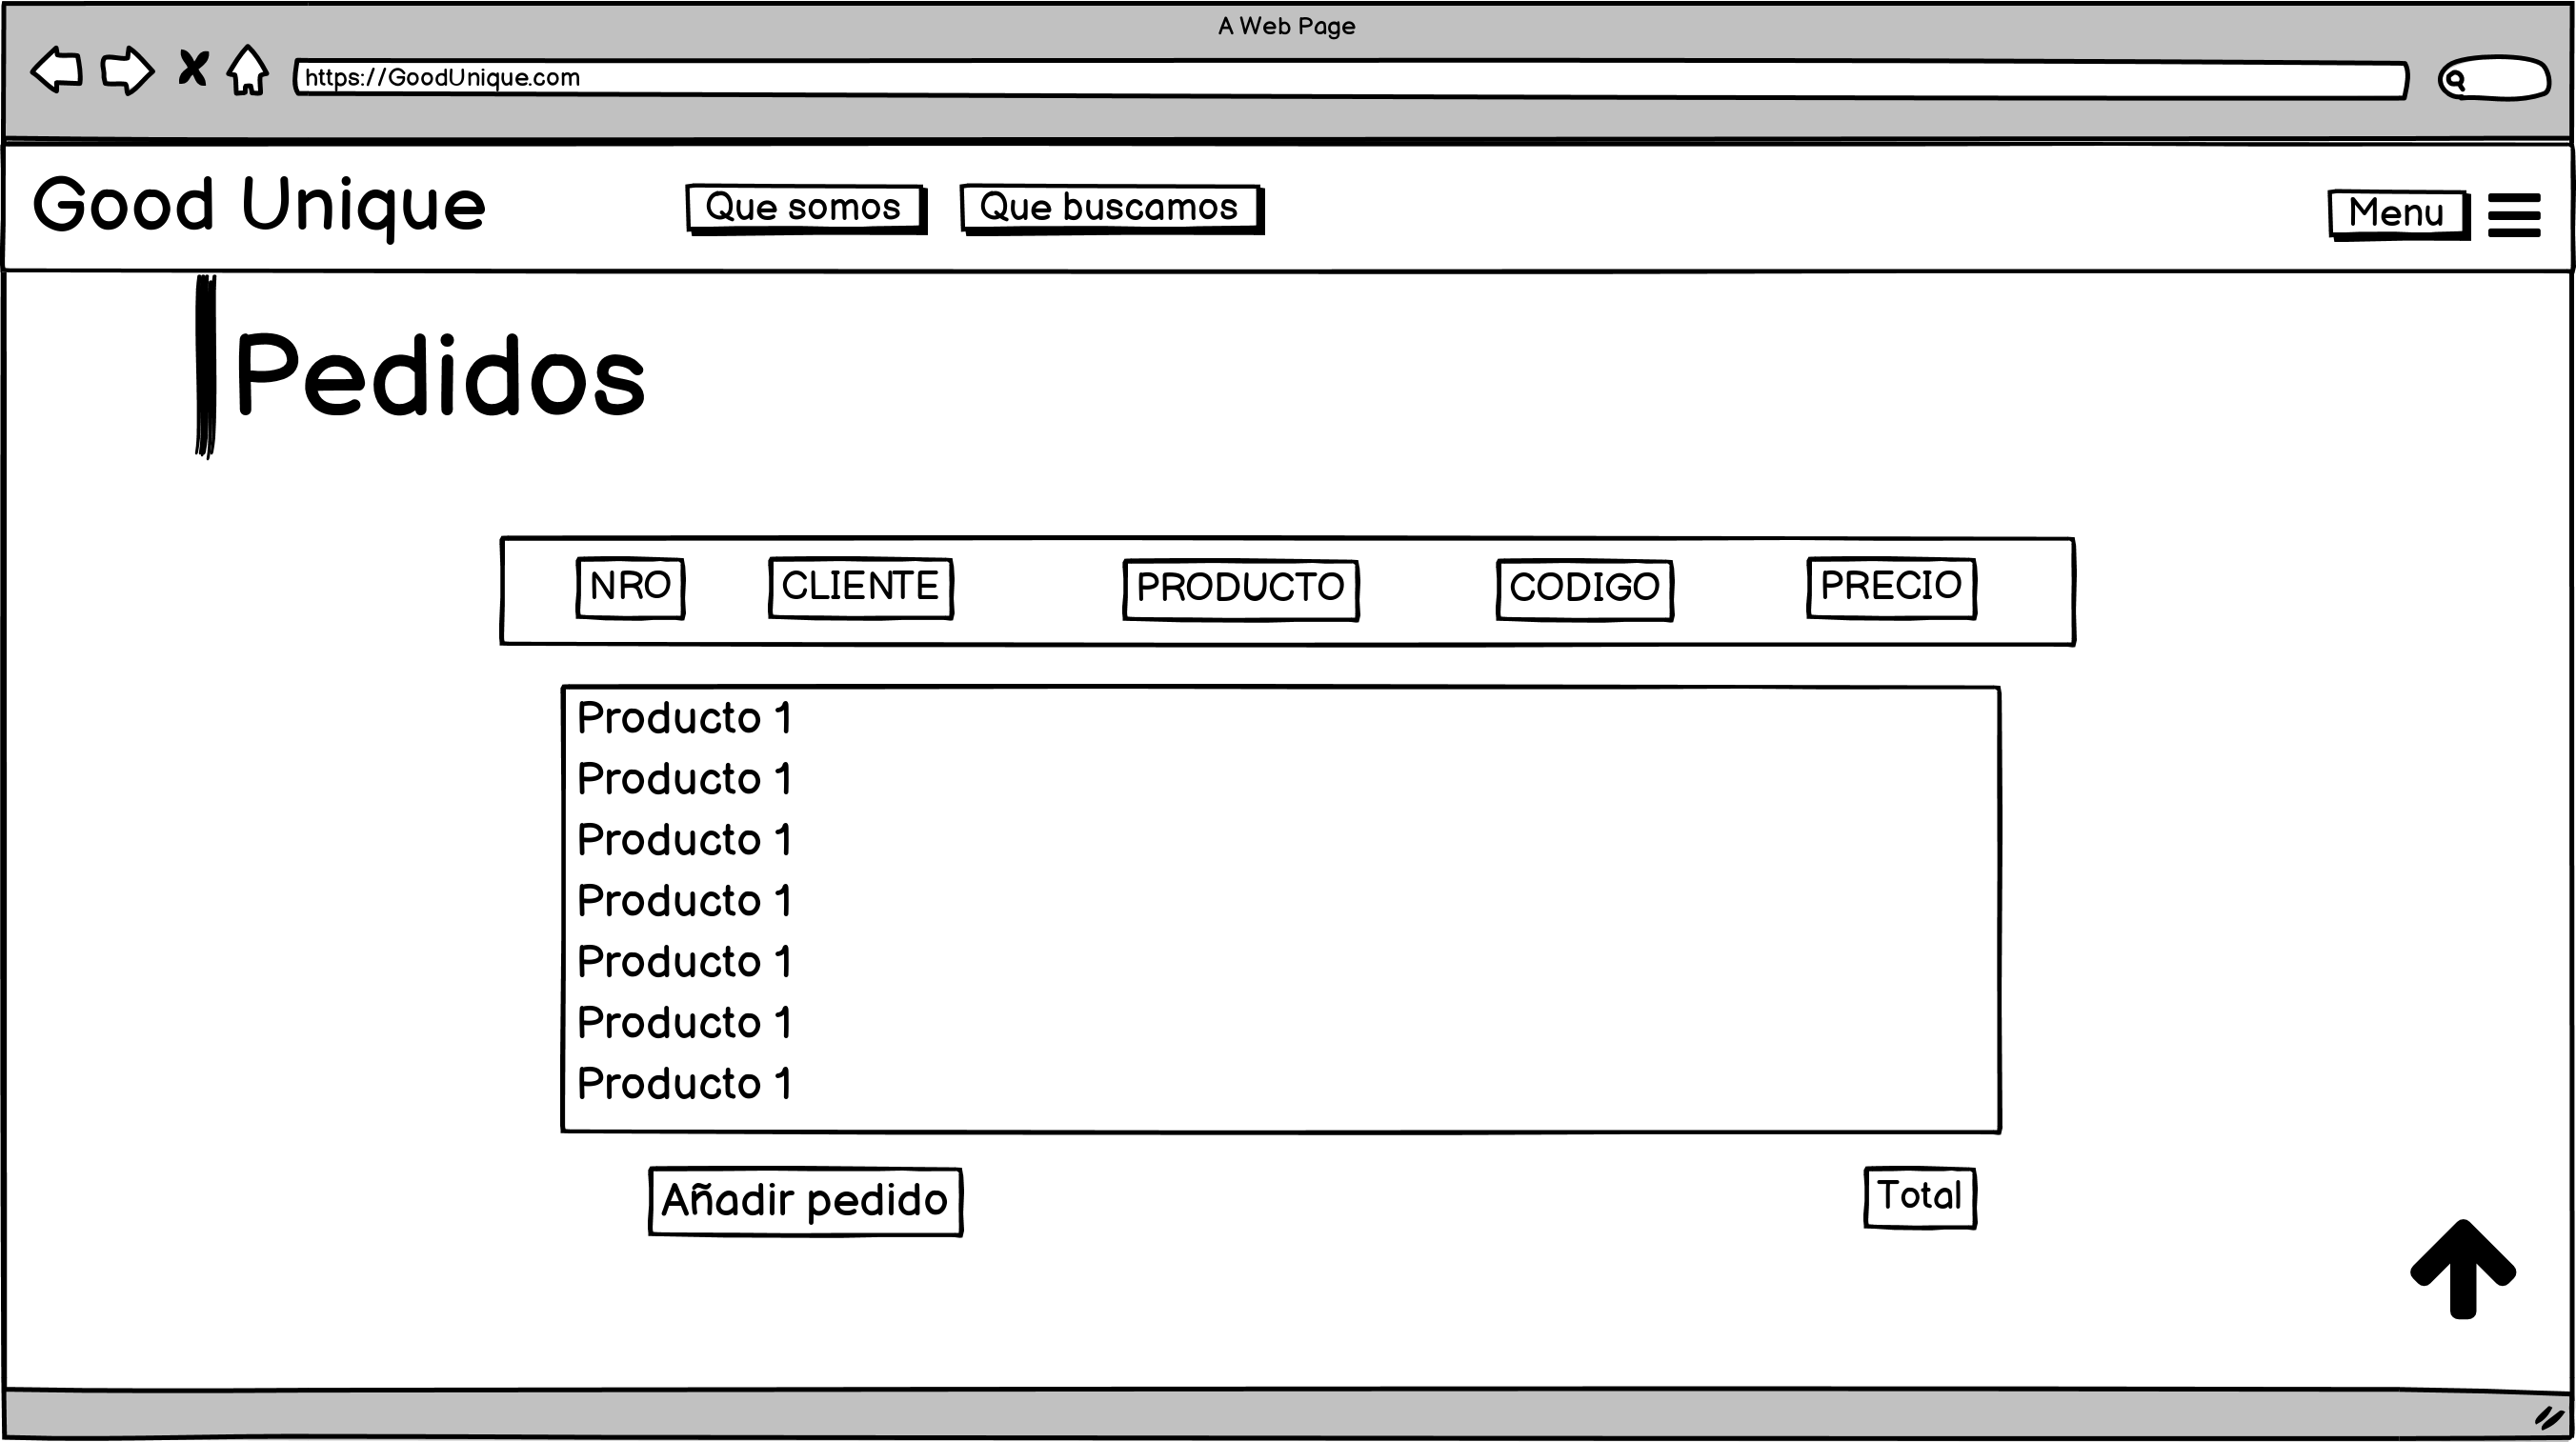 A Web Page
https://GoodUnique.com
Good Unique Que somos Que buscamos Menu
Pedidos
NRO CLIENTE PRODUCTO CODIGO PRECIO
Producto 1
Producto 1
Producto 1
Producto 1
Producto 1
Producto 1
Producto 1
Añadir pedido Total